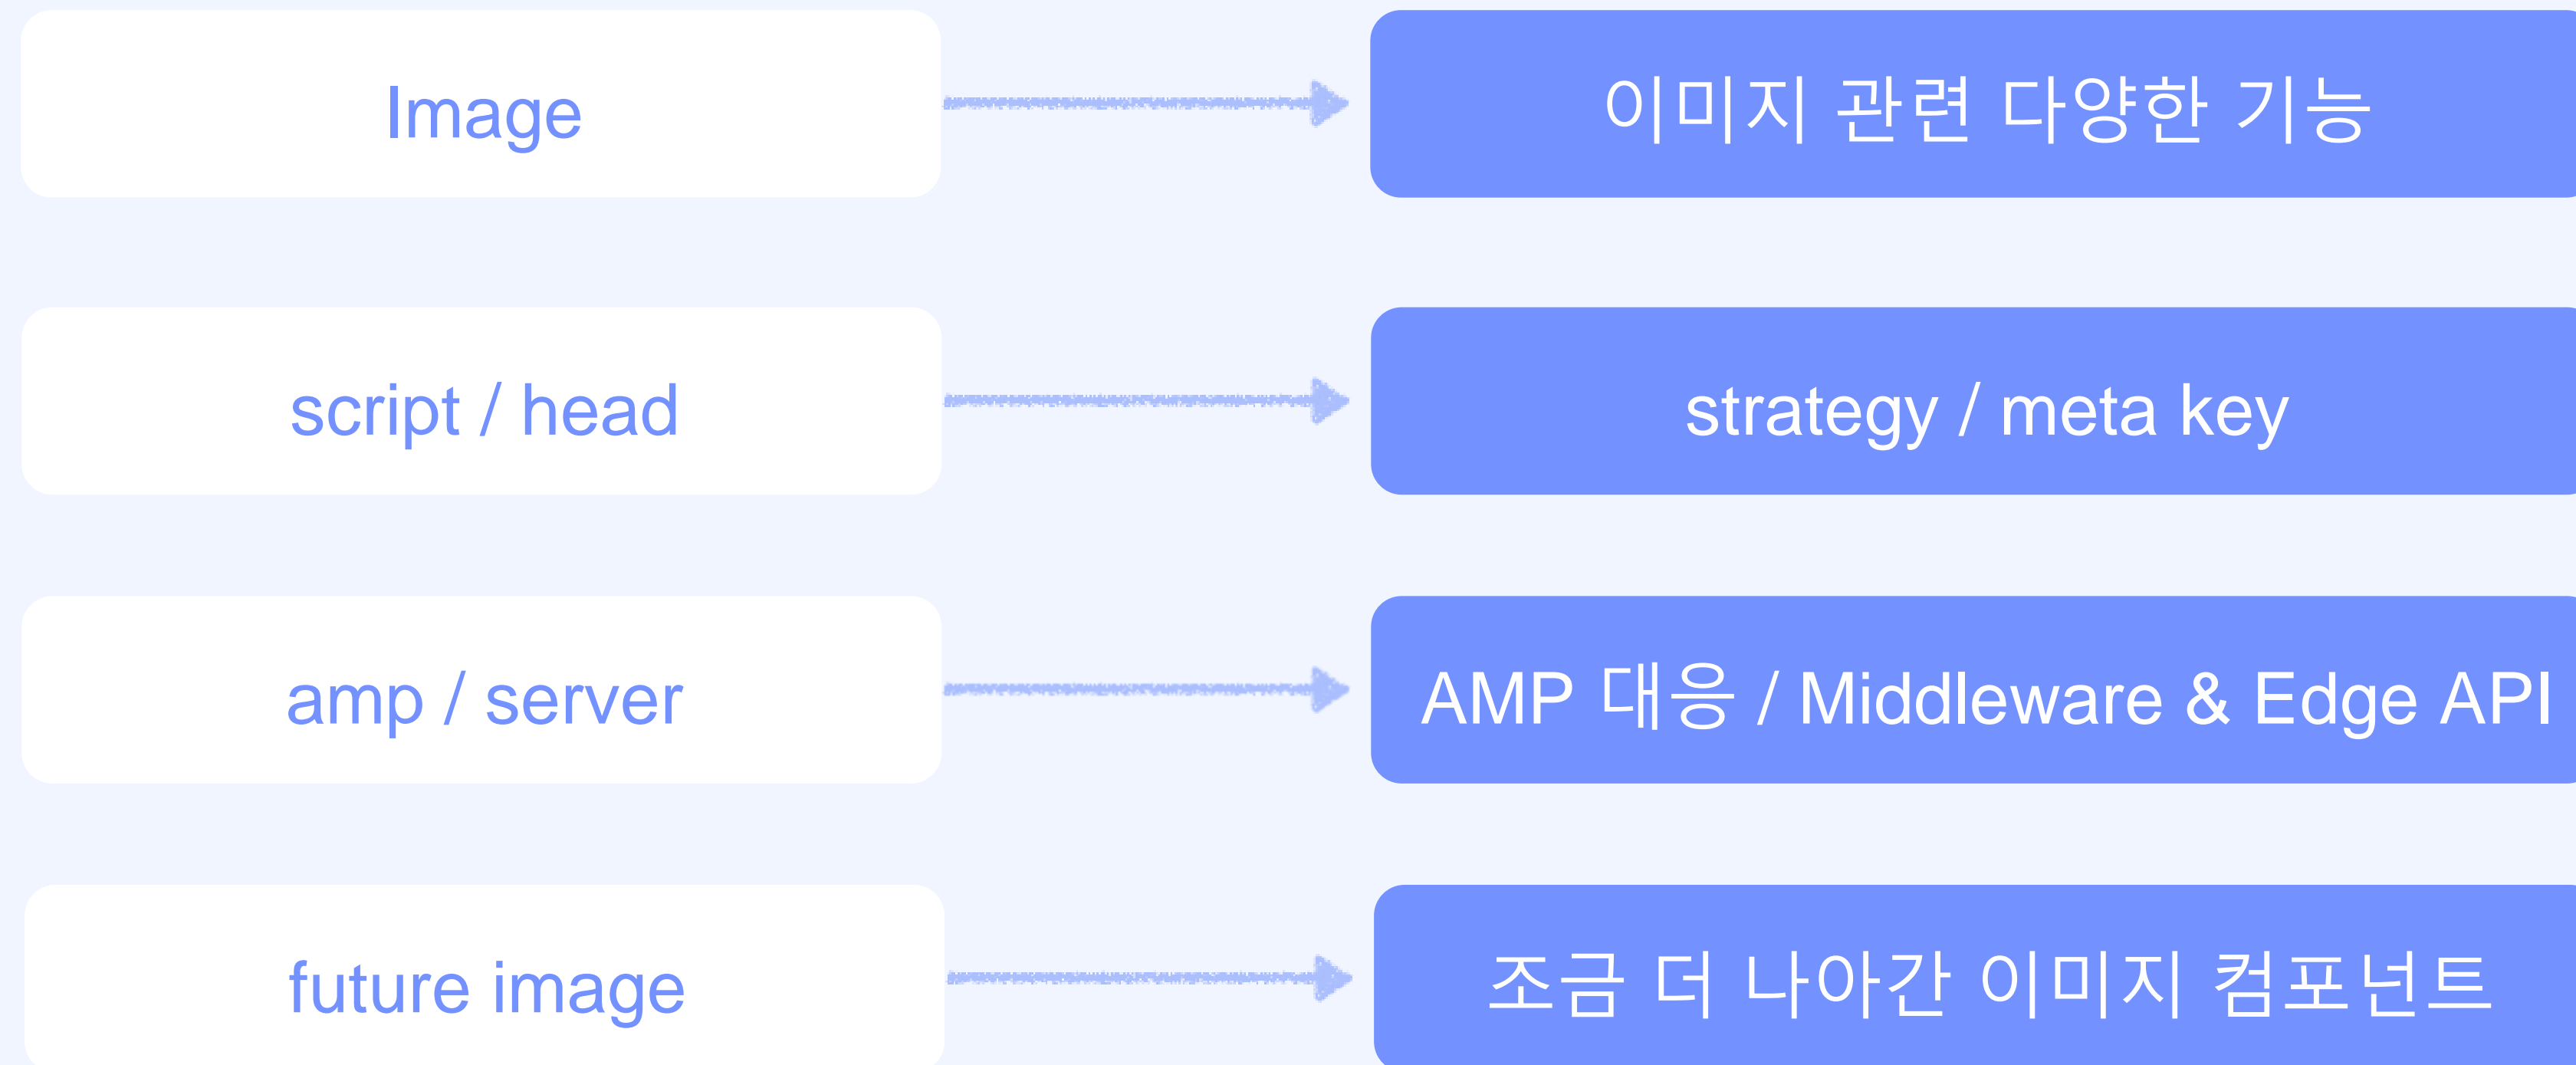 Image
이미지 관련 다양한 기능
script / head
strategy / meta key
amp / server
AMP 대응 / Middleware & Edge API
future image
조금 더 나아간 이미지 컴포넌트